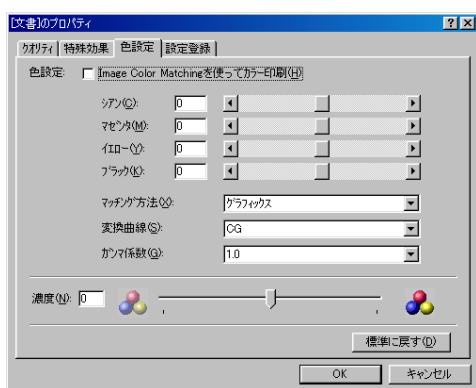 [文書]のプロパティ
クオリティ 特殊効果 色設定 設定登録
色設定: Image Color Matchingを使ってカラー印刷(H)
シアン(C): 0
マゼンタ(M): 0
イエロー(Y): 0
ブラック(K): 0
マッチング方法(X): グラフィックス
変換曲線(S): CG
ガンマ係数(G): 1.0
濃度(N): 0
標準に戻す(D)
OK キャンセル